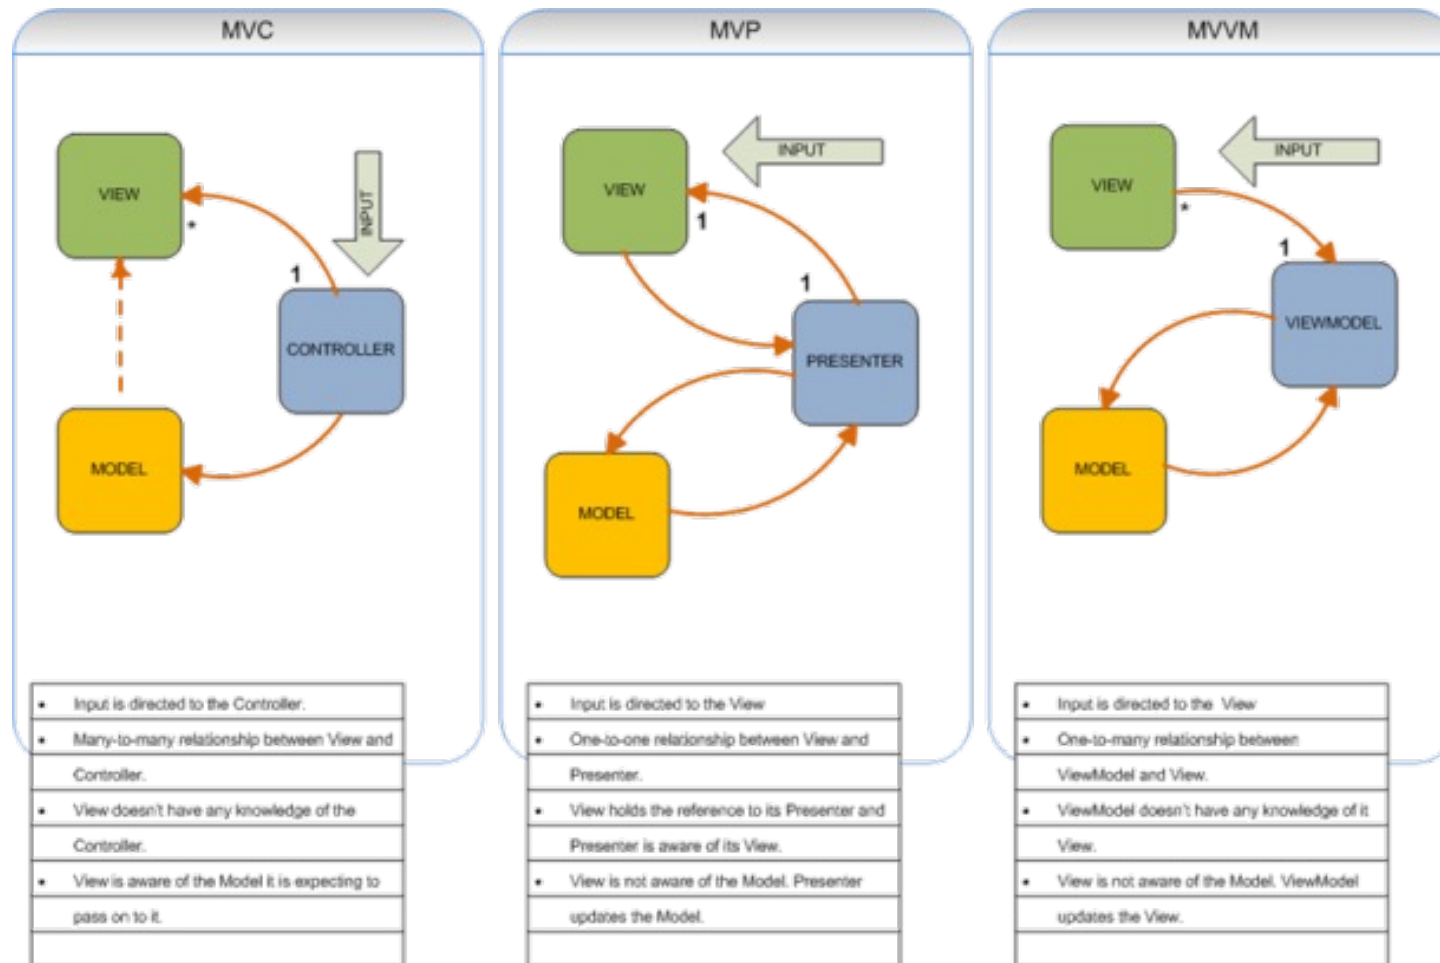 MVC
VIEW
INPUT
*
1
CONTROLLER
MODEL
• Input is directed to the Controller.
• Many-to-many relationship between View and
Controller.
• View doesn't have any knowledge of the
Controller.
• View is aware of the Model it is expecting to
pass on to it.
MVP
INPUT
VIEW
1
1
PRESENTER
MODEL
• Input is directed to the View
• One-to-one relationship between View and
Presenter.
• View holds the reference to its Presenter and
Presenter is aware of its View.
• View is not aware of the Model. Presenter
updates the Model.
MVVM
INPUT
VIEW
*
1
VIEWMODEL
MODEL
• Input is directed to the View
• One-to-many relationship between
ViewModel and View.
• ViewModel doesn't have any knowledge of it
View.
• View is not aware of the Model. ViewModel
updates the View.